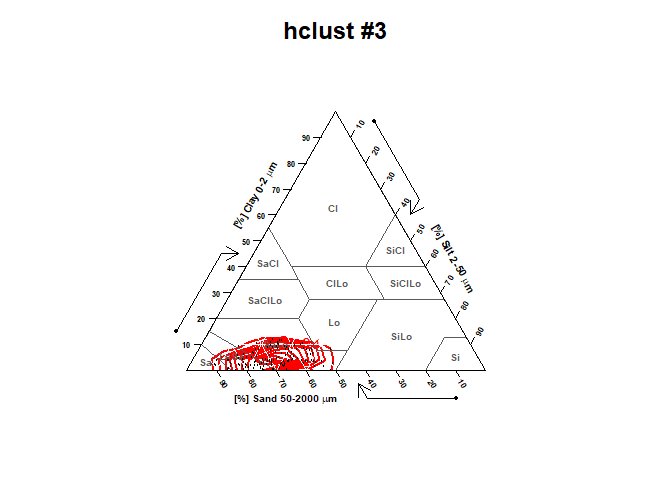 hclust #3
[%] Clay 0-2 μm
[%] Silt 2-50 μm
[%] Sand 50-2000 μm
90
80
70
60
50
40
30
20
10
10
20
30
40
50
60
70
80
90
90
80
70
60
50
40
30
20
10
Cl
SiCl
SaCl
ClLo
SiClLo
SaClLo
Lo
SiLo
Sa
Si